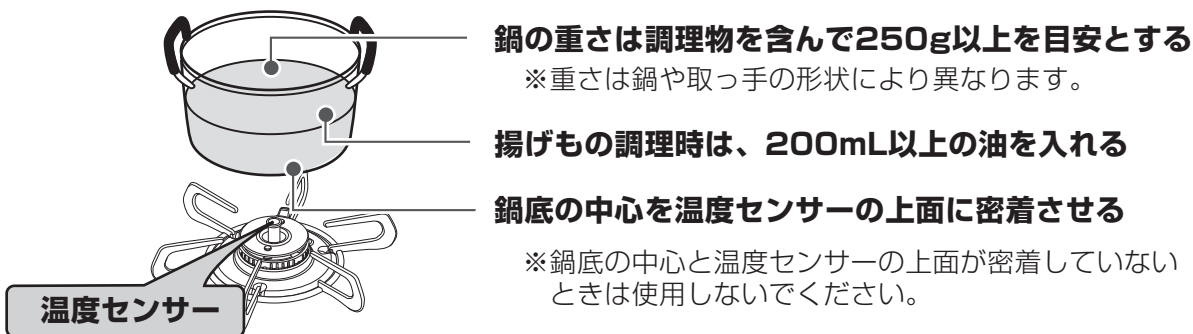 鍋の重さは調理物を含んで250g以上を目安とする
※重さは鍋や取っ手の形状により異なります。
揚げもの調理時は、200mL以上の油を入れる
鍋底の中心を温度センサーの上面に密着させる
※鍋底の中心と温度センサーの上面が密着していない
ときは使用しないでください。
温度センサー